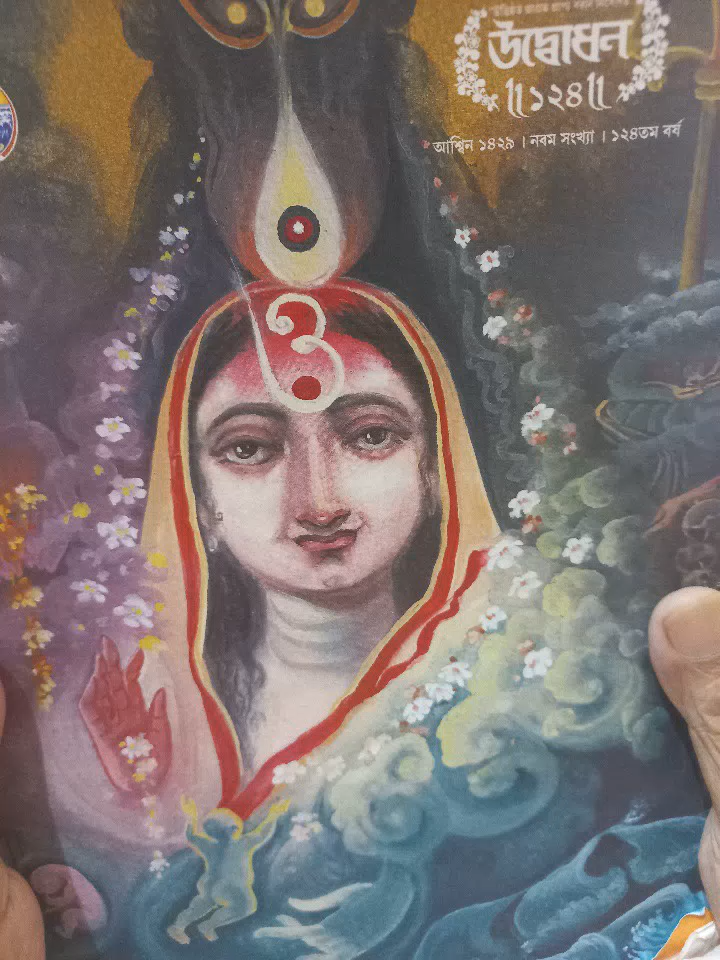 উদ্বোধন
॥১২৪॥
আশ্বিন ১৪২৯ । নবম সংখ্যা । ১২৪তম বর্ষ